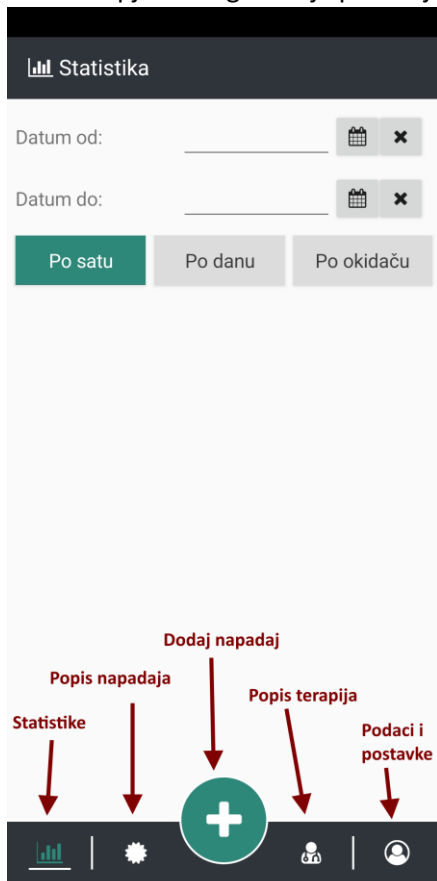 Statistika
Datum od:
Datum do:
Po satu
Po danu
Po okidaču
Dodaj napadaj
Popis napadaja
Popis terapija
Statistike
Podaci i
postavke